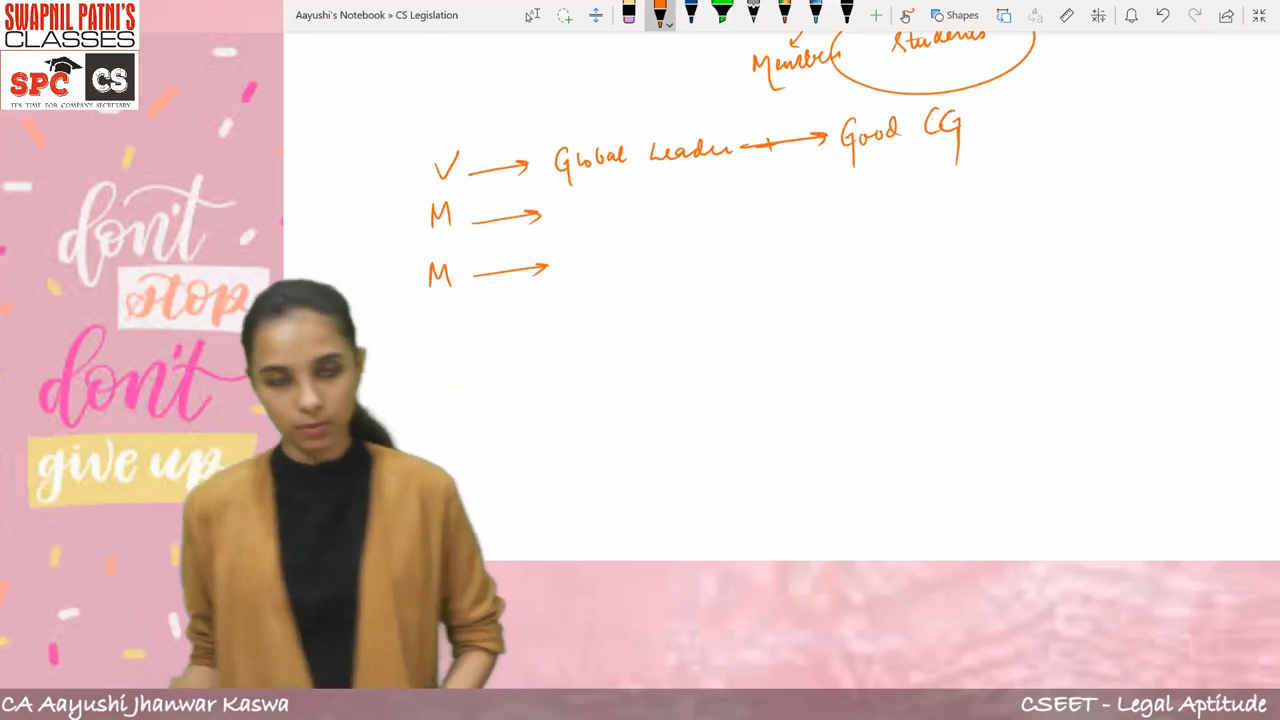 SWAPNIL PATNI'S
CLASSES
SPC CS
IT'S TIME FOR COMPANY SECRETARY
Aayushi's Notebook » CS Legislation
Shapes
Members
Students
V → Global Leader → Good CG
M →
M →
don't
stop
don't
give up
CA Aayushi Jhanwar Kaswa
CSEET - Legal Aptitude